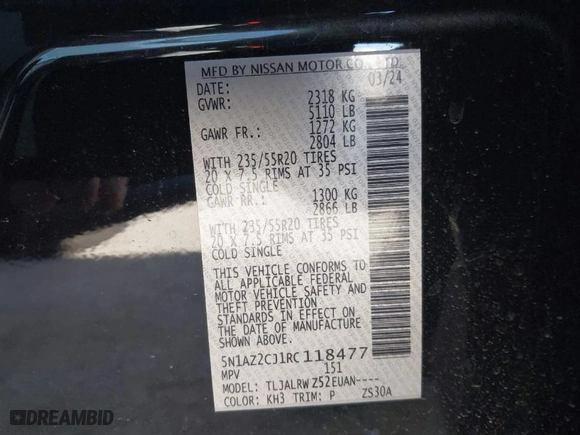 MFD BY NISSAN MOTOR CO., LTD.
DATE: 03/24
GVWR: 2318 KG
5110 LB
GAWR FR.: 1272 KG
2804 LB
WITH 235/55R20 TIRES
20 X 7.5 RIMS AT 35 PSI
COLD SINGLE
GAWR RR.: 1300 KG
2866 LB
WITH 235/55R20 TIRES
20 X 7.5 RIMS AT 35 PSI
COLD SINGLE
THIS VEHICLE CONFORMS TO
ALL APPLICABLE FEDERAL
MOTOR VEHICLE SAFETY AND
THEFT PREVENTION
STANDARDS IN EFFECT ON
THE DATE OF MANUFACTURE
SHOWN ABOVE.
5N1AZ2CJ1RC118477
MPV 151
MODEL: TLJALRWZ52EUAN----
COLOR: KH3 TRIM: P ZS30A
DREAMBID